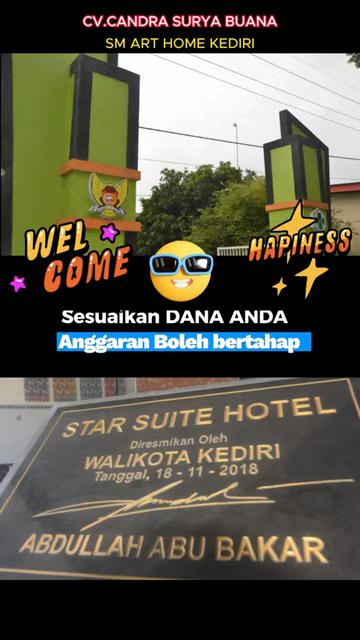 CV.CANDRA SURYA BUANA
SM ART HOME KEDIRI
WEL
COME
HAPINESS
Sesuaikan DANA ANDA
Anggaran Boleh bertahap
STAR SUITE HOTEL
Diresmikan Oleh
WALIKOTA KEDIRI
Tanggal, 18 - 11 - 2018
ABDULLAH ABU BAKAR